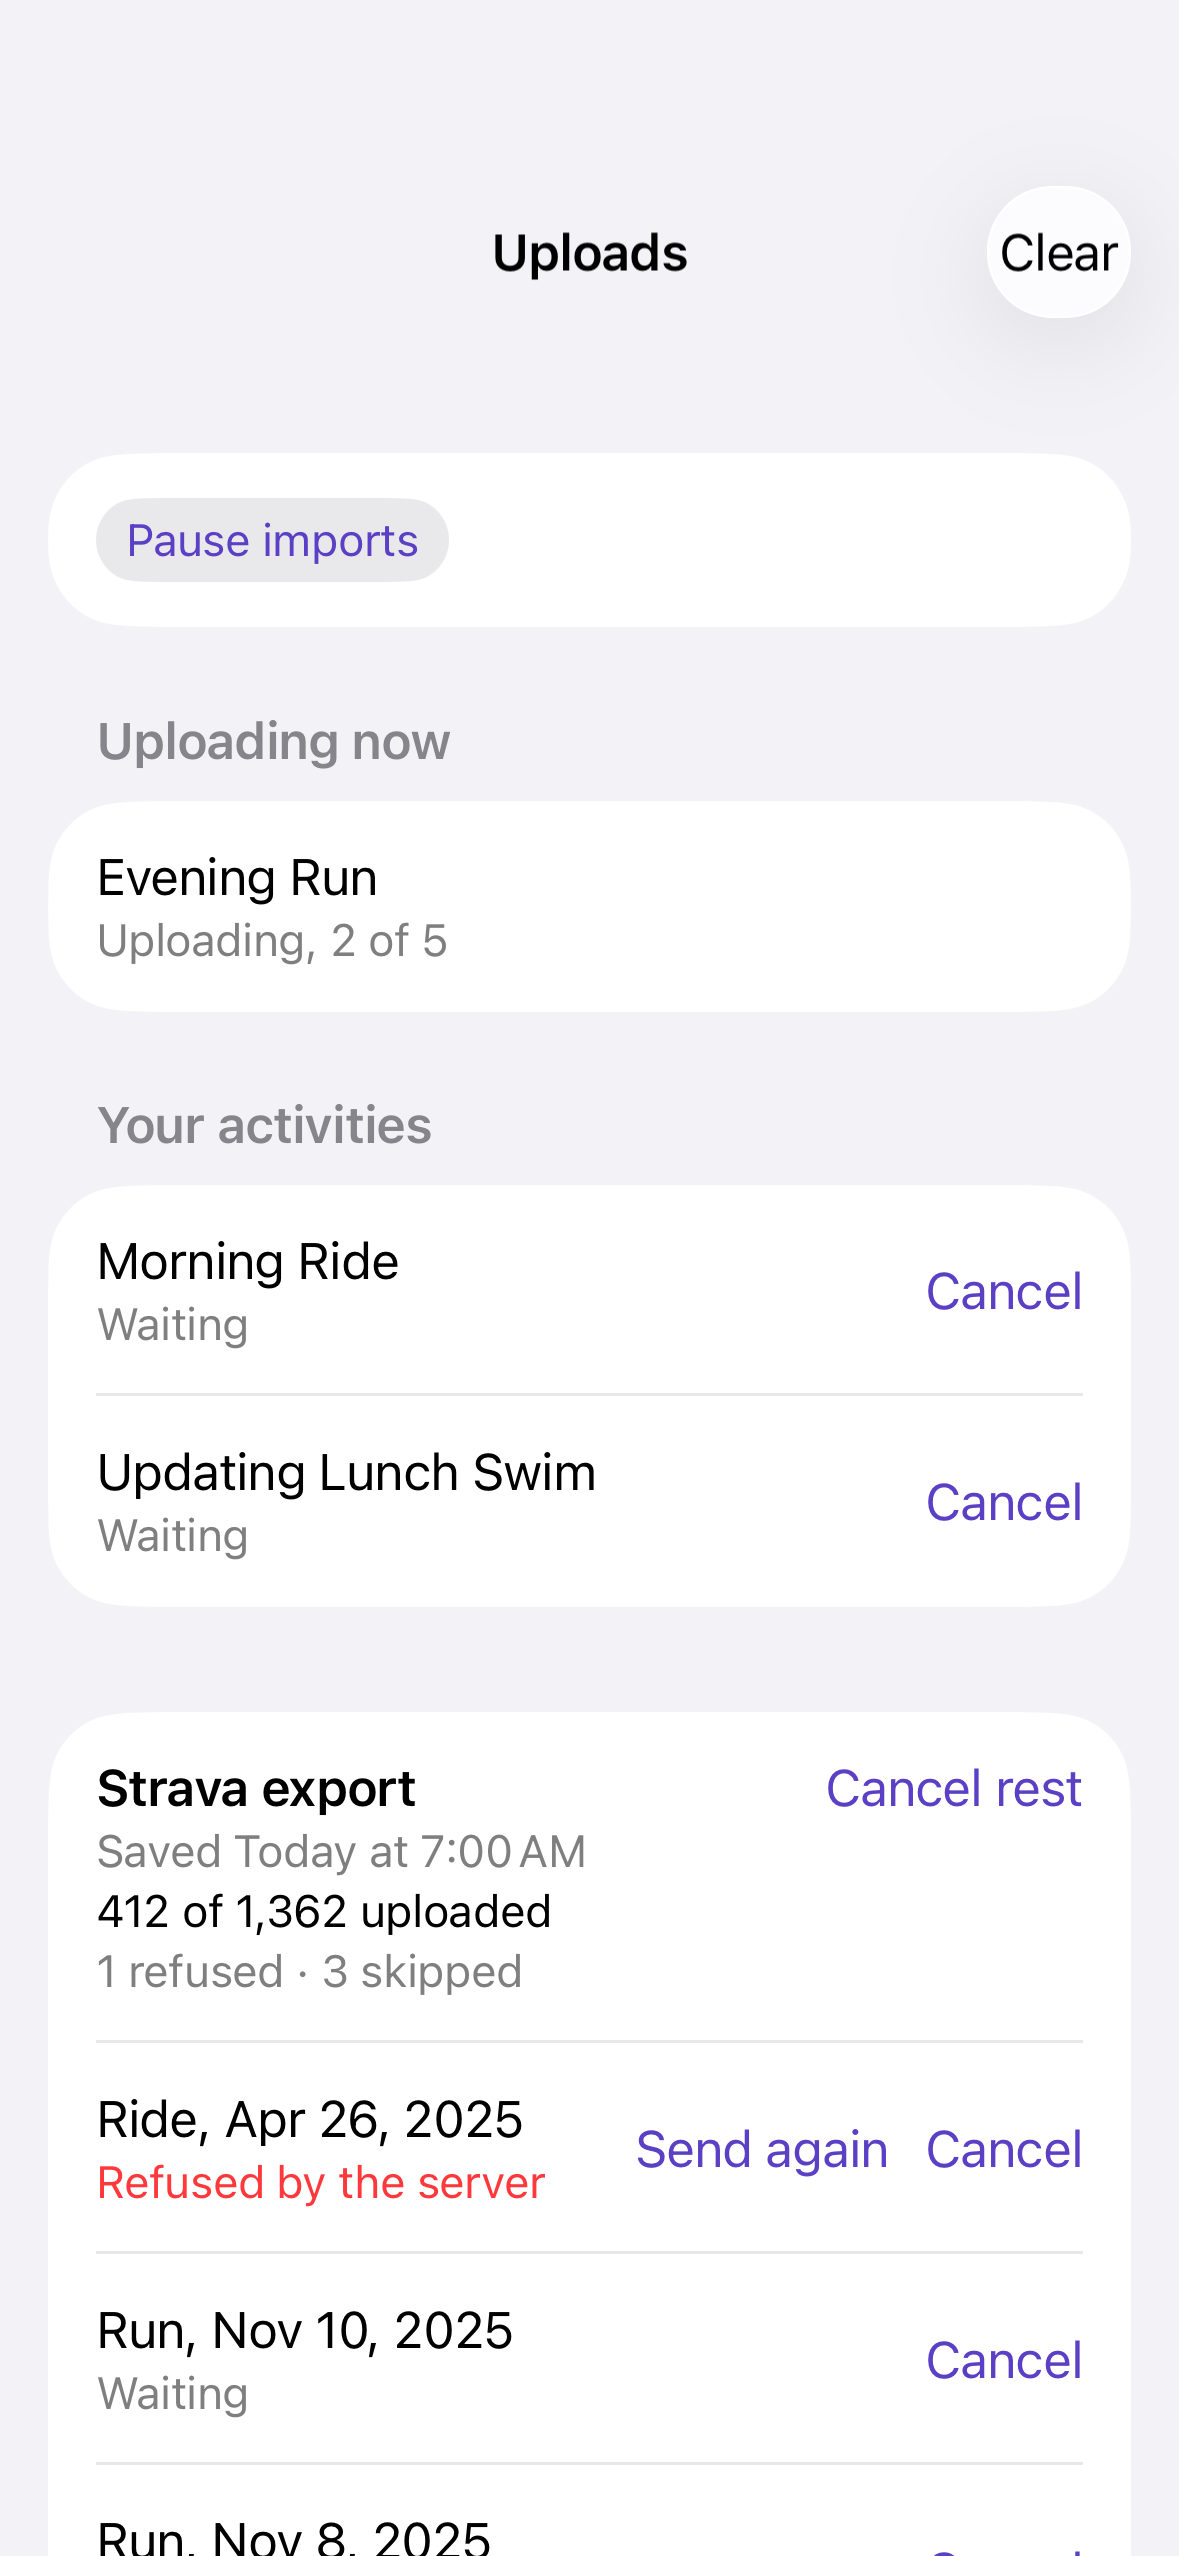 Uploads
Clear
Pause imports
Uploading now
Evening Run
Uploading, 2 of 5
Your activities
Morning Ride
Waiting
Cancel
Updating Lunch Swim
Waiting
Cancel
Strava export
Cancel rest
Saved Today at 7:00 AM
412 of 1,362 uploaded
1 refused · 3 skipped
Ride, Apr 26, 2025
Refused by the server
Send again
Cancel
Run, Nov 10, 2025
Waiting
Cancel
Run, Nov 8, 2025